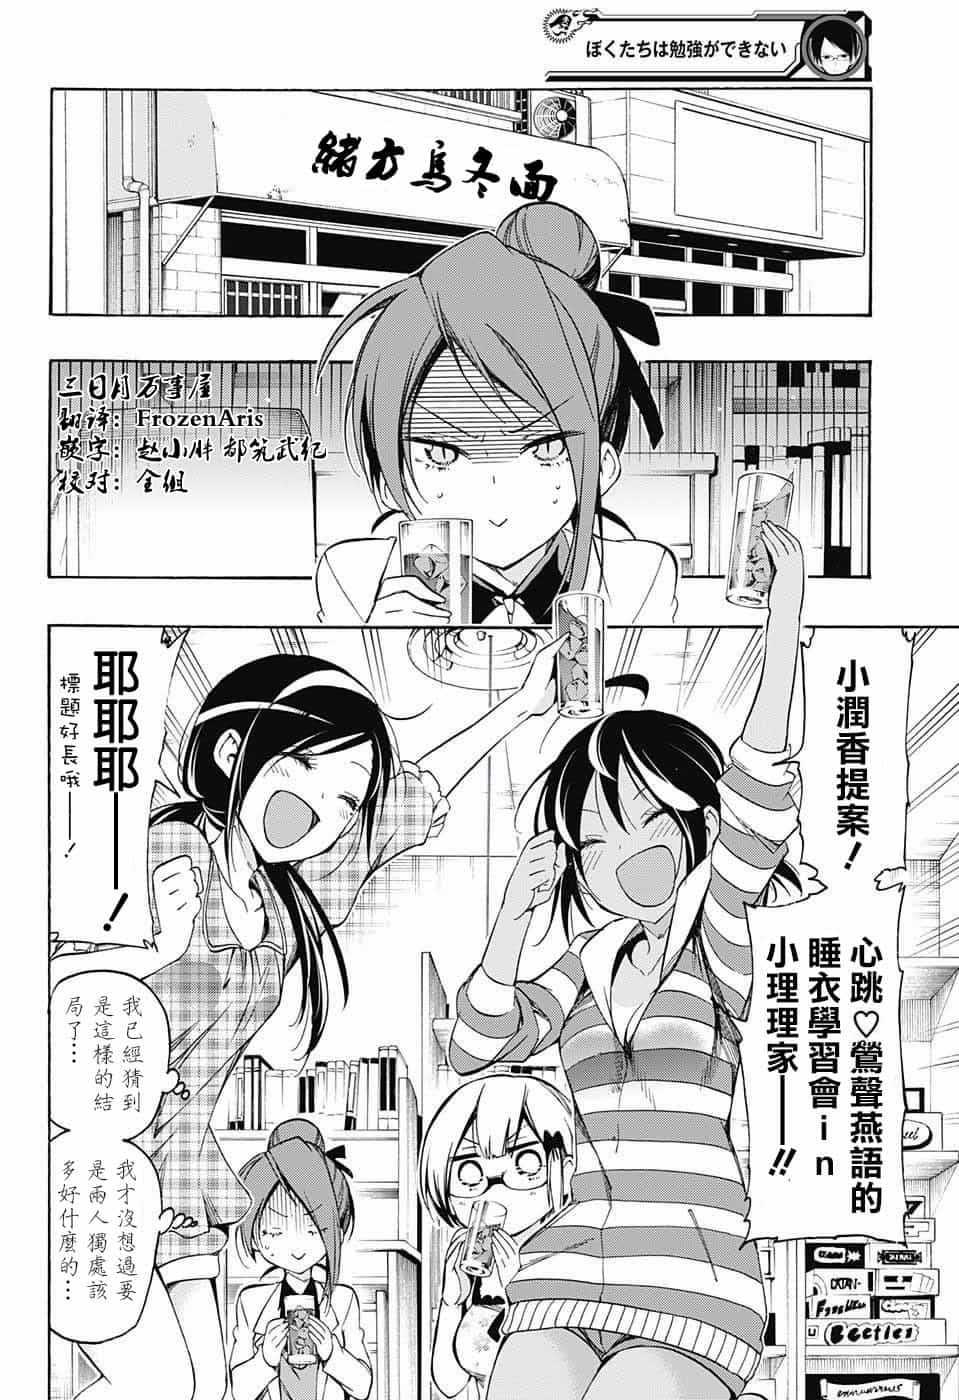 ぼくたちは勉強ができない
緒方烏冬面
三日月万事屋
翻译：FrozenAris
嵌字：赵小胖 都筑武纪
校对：全组
小潤香提案！
心跳♡鶯聲燕語的
睡衣學習會in
小理理家——!!
耶耶耶——！
標題好長哦——！
我已經猜到
是這樣的結
局了…
我才沒想過要
是兩人獨處該
多好什麼的…
CATAN
Beetles